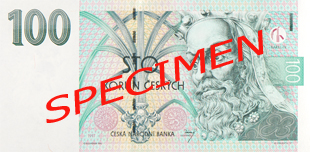 100
STO
KORUN ČESKÝCH
SPECIMEN
ČESKÁ NÁRODNÍ BANKA
100